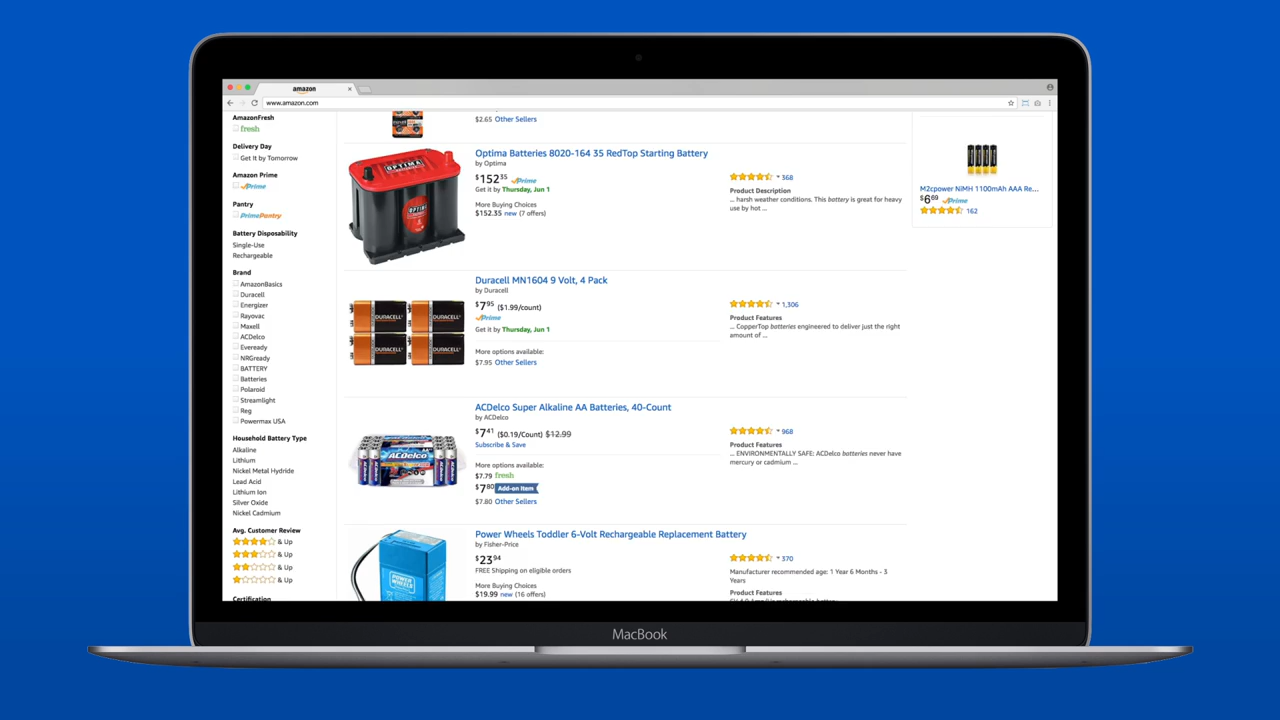 amazon
www.amazon.com
AmazonFresh
fresh
Delivery Day
Get It by Tomorrow
Amazon Prime
Prime
Pantry
PrimePantry
Battery Disposability
Single-Use
Rechargeable
Brand
AmazonBasics
Duracell
Energizer
Rayovac
Maxell
ACDelco
Eveready
NRGready
BATTERY
Batteries
Polaroid
Streamlight
Reg
Powermax USA
Household Battery Type
Alkaline
Lithium
Nickel Metal Hydride
Lead Acid
Lithium Ion
Silver Oxide
Nickel Cadmium
Avg. Customer Review
& Up
& Up
& Up
& Up
Certification
$2.65 Other Sellers
OPTIMA
OPTIMA
Optima Batteries 8020-164 35 RedTop Starting Battery
by Optima
$152 35 Prime
Get it by Thursday, Jun 1
More Buying Choices
$152.35 new (7 offers)
368
Product Description
... harsh weather conditions. This battery is great for heavy
use by hot ...
DURACELL DURACELL
DURACELL DURACELL
Duracell MN1604 9 Volt, 4 Pack
by Duracell
$7 95 ($1.99/count)
Prime
Get it by Thursday, Jun 1
More options available:
$7.95 Other Sellers
1,306
Product Features
... CopperTop batteries engineered to deliver just the right
amount of ...
ACDelco
ACDelco Super Alkaline AA Batteries, 40-Count
by ACDelco
$7 41 ($0.19/Count) $12.99
Subscribe & Save
More options available:
$7.79 fresh
$7 80 Add-on Item
$7.80 Other Sellers
968
Product Features
... ENVIRONMENTALLY SAFE: ACDelco batteries never have
mercury or cadmium ...
POWER
WHEELS
Power Wheels Toddler 6-Volt Rechargeable Replacement Battery
by Fisher-Price
$23 94
FREE Shipping on eligible orders
More Buying Choices
$19.99 new (16 offers)
370
Manufacturer recommended age: 1 Year 6 Months - 3
Years
Product Features
M2cpower NiMH 1100mAh AAA Re...
$6 69 Prime
162
MacBook